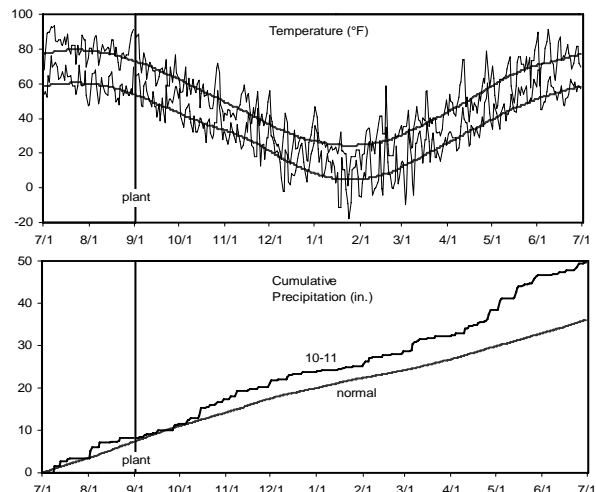 Temperature (°F)
100
80
60
40
20
0
-20
plant
7/1 8/1 9/1 10/1 11/1 12/1 1/1 2/1 3/1 4/1 5/1 6/1 7/1
Cumulative
Precipitation (in.)
50
40
30
20
10
0
10-11
normal
plant
7/1 8/1 9/1 10/1 11/1 12/1 1/1 2/1 3/1 4/1 5/1 6/1 7/1